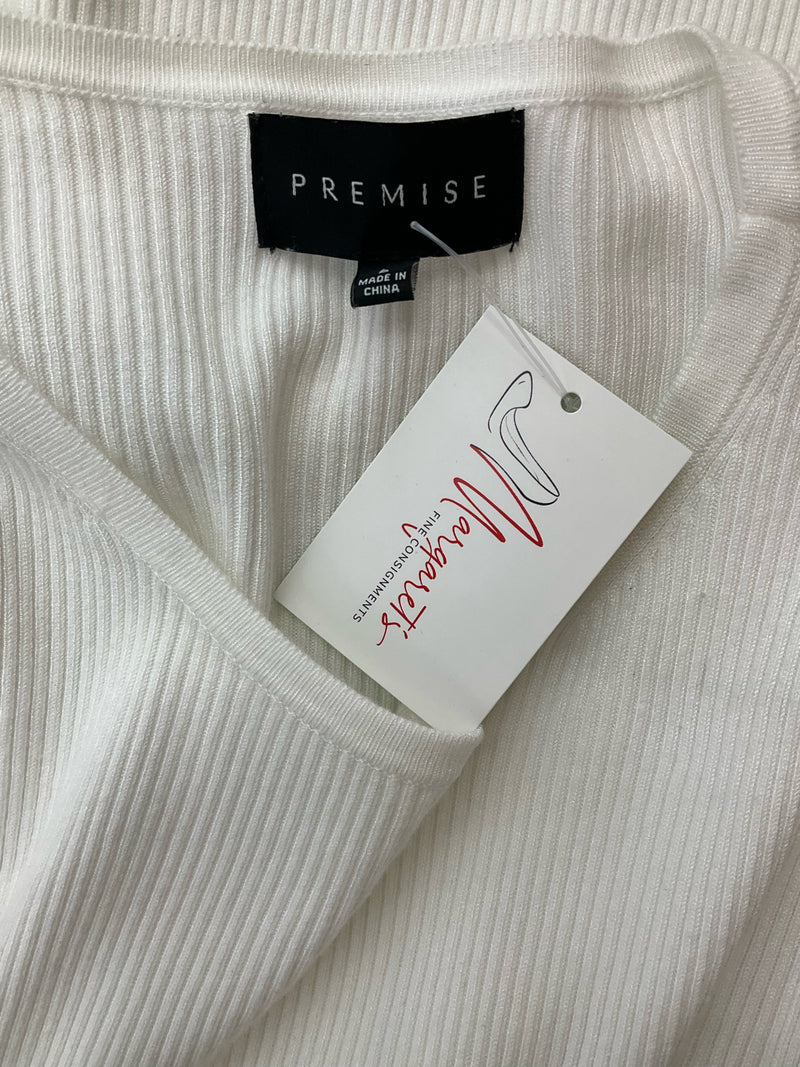 PREMISE
MADE IN
CHINA
Margaret's
FINE CONSIGNMENTS